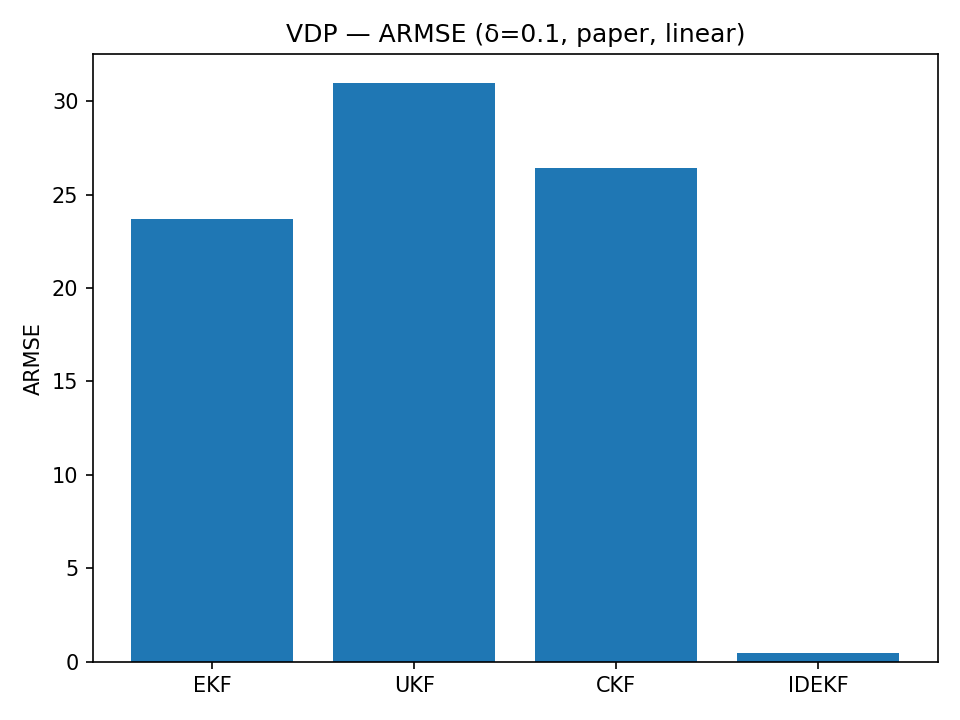 VDP — ARMSE (δ=0.1, paper, linear)
ARMSE
30
25
20
15
10
5
0
EKF UKF CKF IDEKF